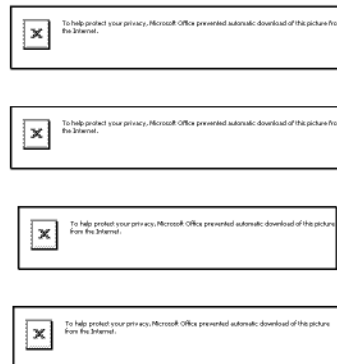 To help protect your privacy, Microsoft Office prevented automatic download of this picture fro
the Internet.
To help protect your privacy, Microsoft Office prevented automatic download of this picture fro
the Internet.
To help protect your privacy, Microsoft Office prevented automatic download of this picture
from the Internet.
To help protect your privacy, Microsoft Office prevented automatic download of this picture
from the Internet.